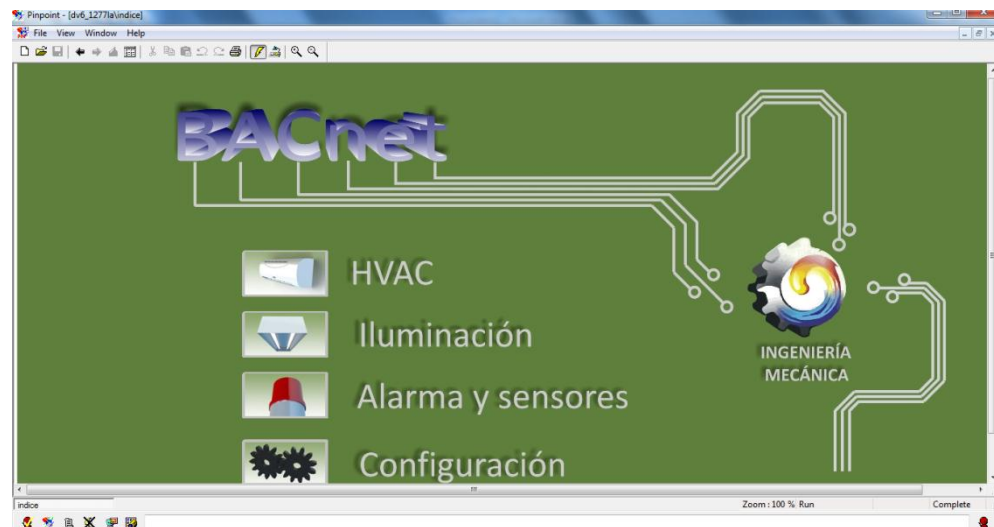 Pinpoint - [dv6_1277la\indice]
File View Window Help
BACnet
HVAC
Iluminación
Alarma y sensores
Configuración
INGENIERÍA
MECÁNICA
indice
Zoom : 100 % Run
Complete